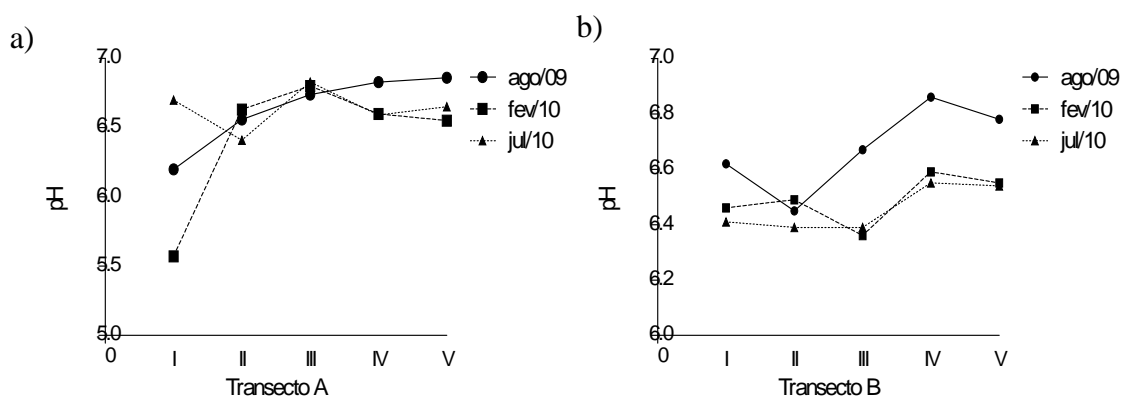 a)
7.0
6.5
6.0
5.5
5.0
pH
0
I II III IV V
Transecto A
ago/09
fev/10
jul/10
b)
7.0
6.8
6.6
6.4
6.2
6.0
pH
0
I II III IV V
Transecto B
ago/09
fev/10
jul/10